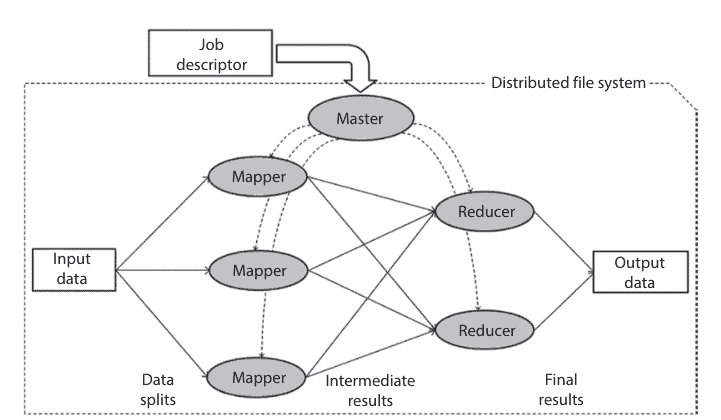 Job
descriptor
Distributed file system
Master
Mapper
Reducer
Input
data
Mapper
Output
data
Reducer
Mapper
Data
splits
Intermediate
results
Final
results